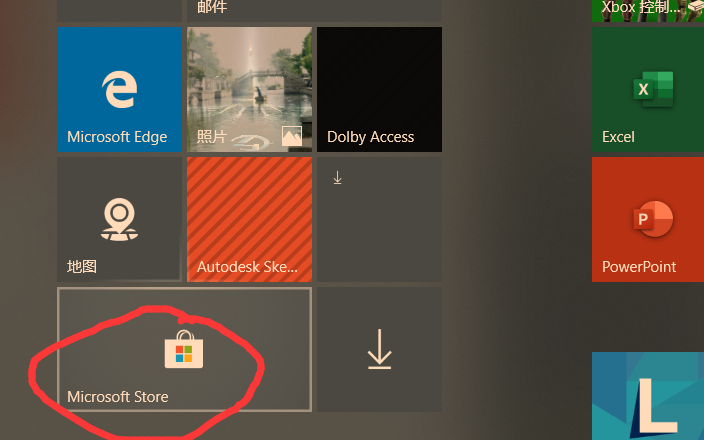 邮件
Xbox 控制...
Microsoft Edge
照片
Dolby Access
X
Excel
地图
Autodesk Ske...
P
PowerPoint
Microsoft Store
L